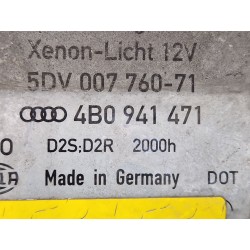 Xenon-Licht 12V
5DV 007 760-71
4B0 941 471
D2S;D2R 2000h
Made in Germany DOT